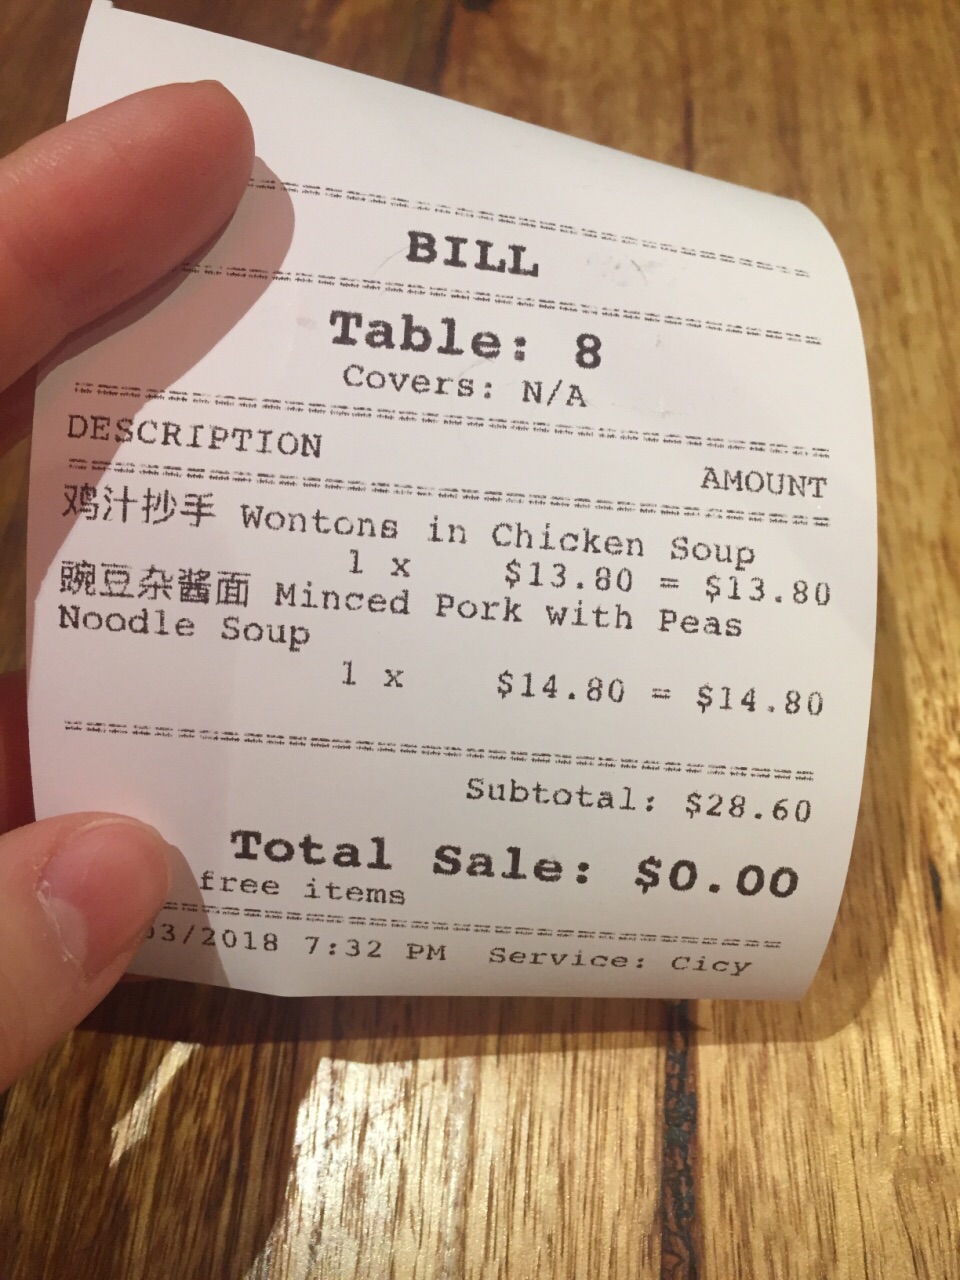 BILL
Table: 8
Covers: N/A
DESCRIPTION
AMOUNT
鸡汁抄手 Wontons in Chicken Soup
1 x $13.80 = $13.80
豌豆杂酱面 Minced Pork with Peas
Noodle Soup
1 x $14.80 = $14.80
Subtotal: $28.60
Total Sale: $0.00
free items
03/2018 7:32 PM Service: Cicy